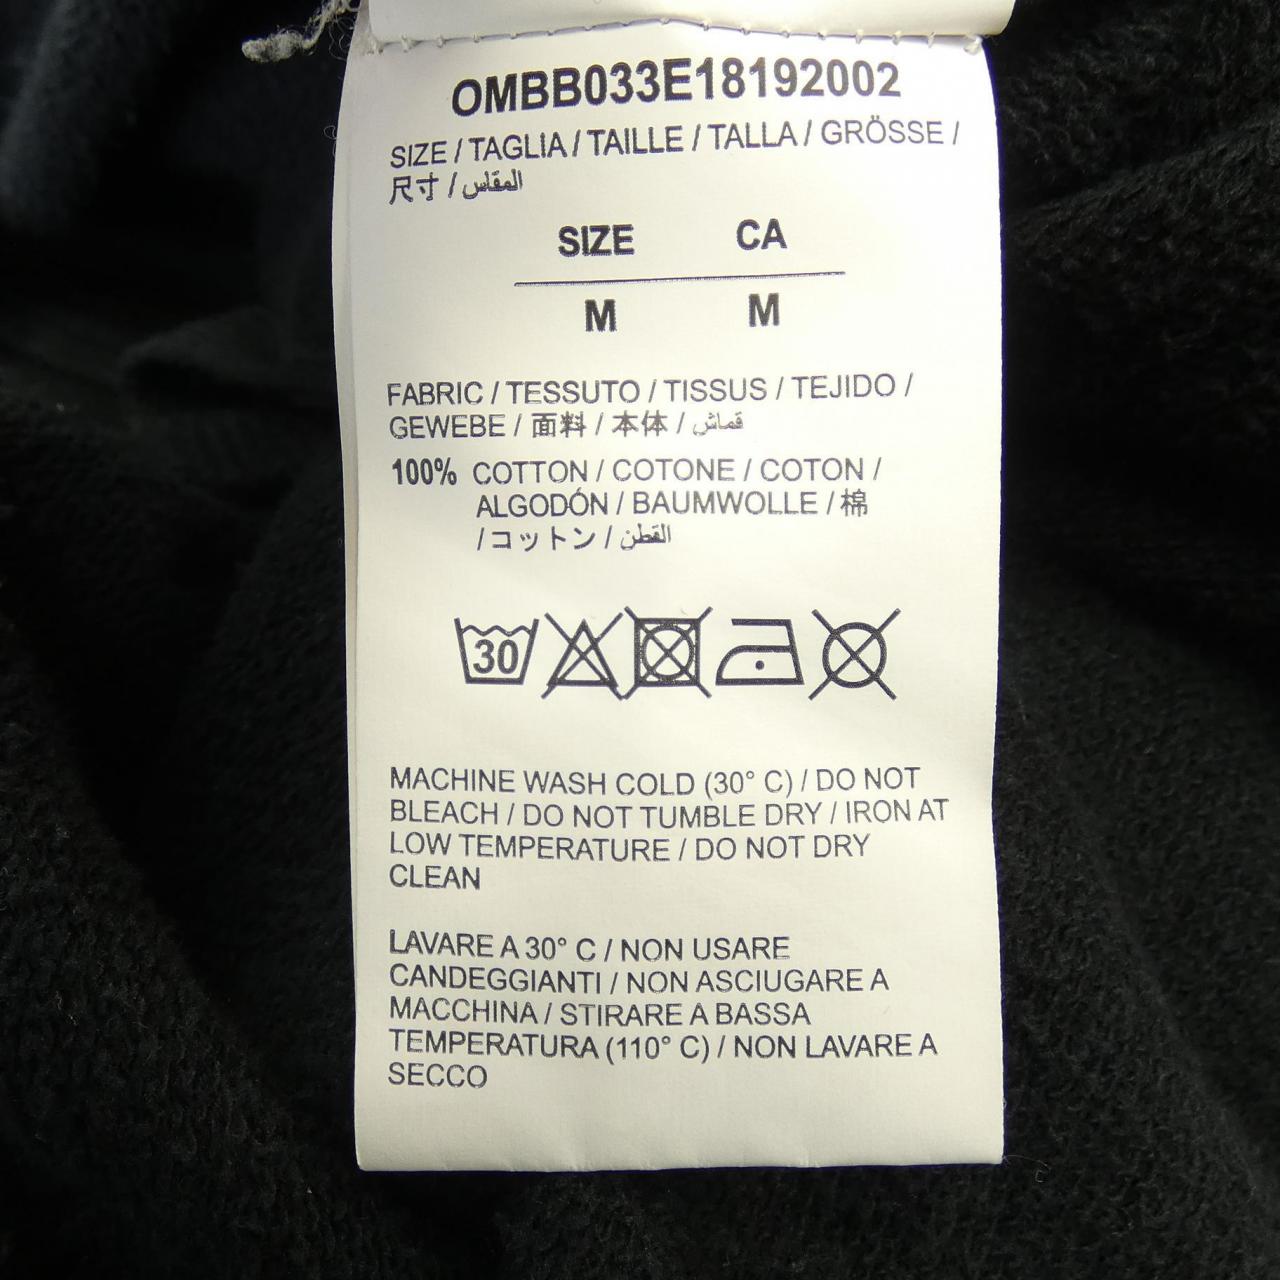 OMBB033E18192002
SIZE / TAGLIA / TAILLE / TALLA / GRÖSSE /
尺寸 / المقاس
SIZE CA
M M
FABRIC / TESSUTO / TISSUS / TEJIDO /
GEWEBE / 面料 / 本体 / قماش
100% COTTON / COTONE / COTON /
ALGODÓN / BAUMWOLLE / 棉
/ コットン / القطن
30
MACHINE WASH COLD (30° C) / DO NOT
BLEACH / DO NOT TUMBLE DRY / IRON AT
LOW TEMPERATURE / DO NOT DRY
CLEAN
LAVARE A 30° C / NON USARE
CANDEGGIANTI / NON ASCIUGARE A
MACCHINA / STIRARE A BASSA
TEMPERATURA (110° C) / NON LAVARE A
SECCO